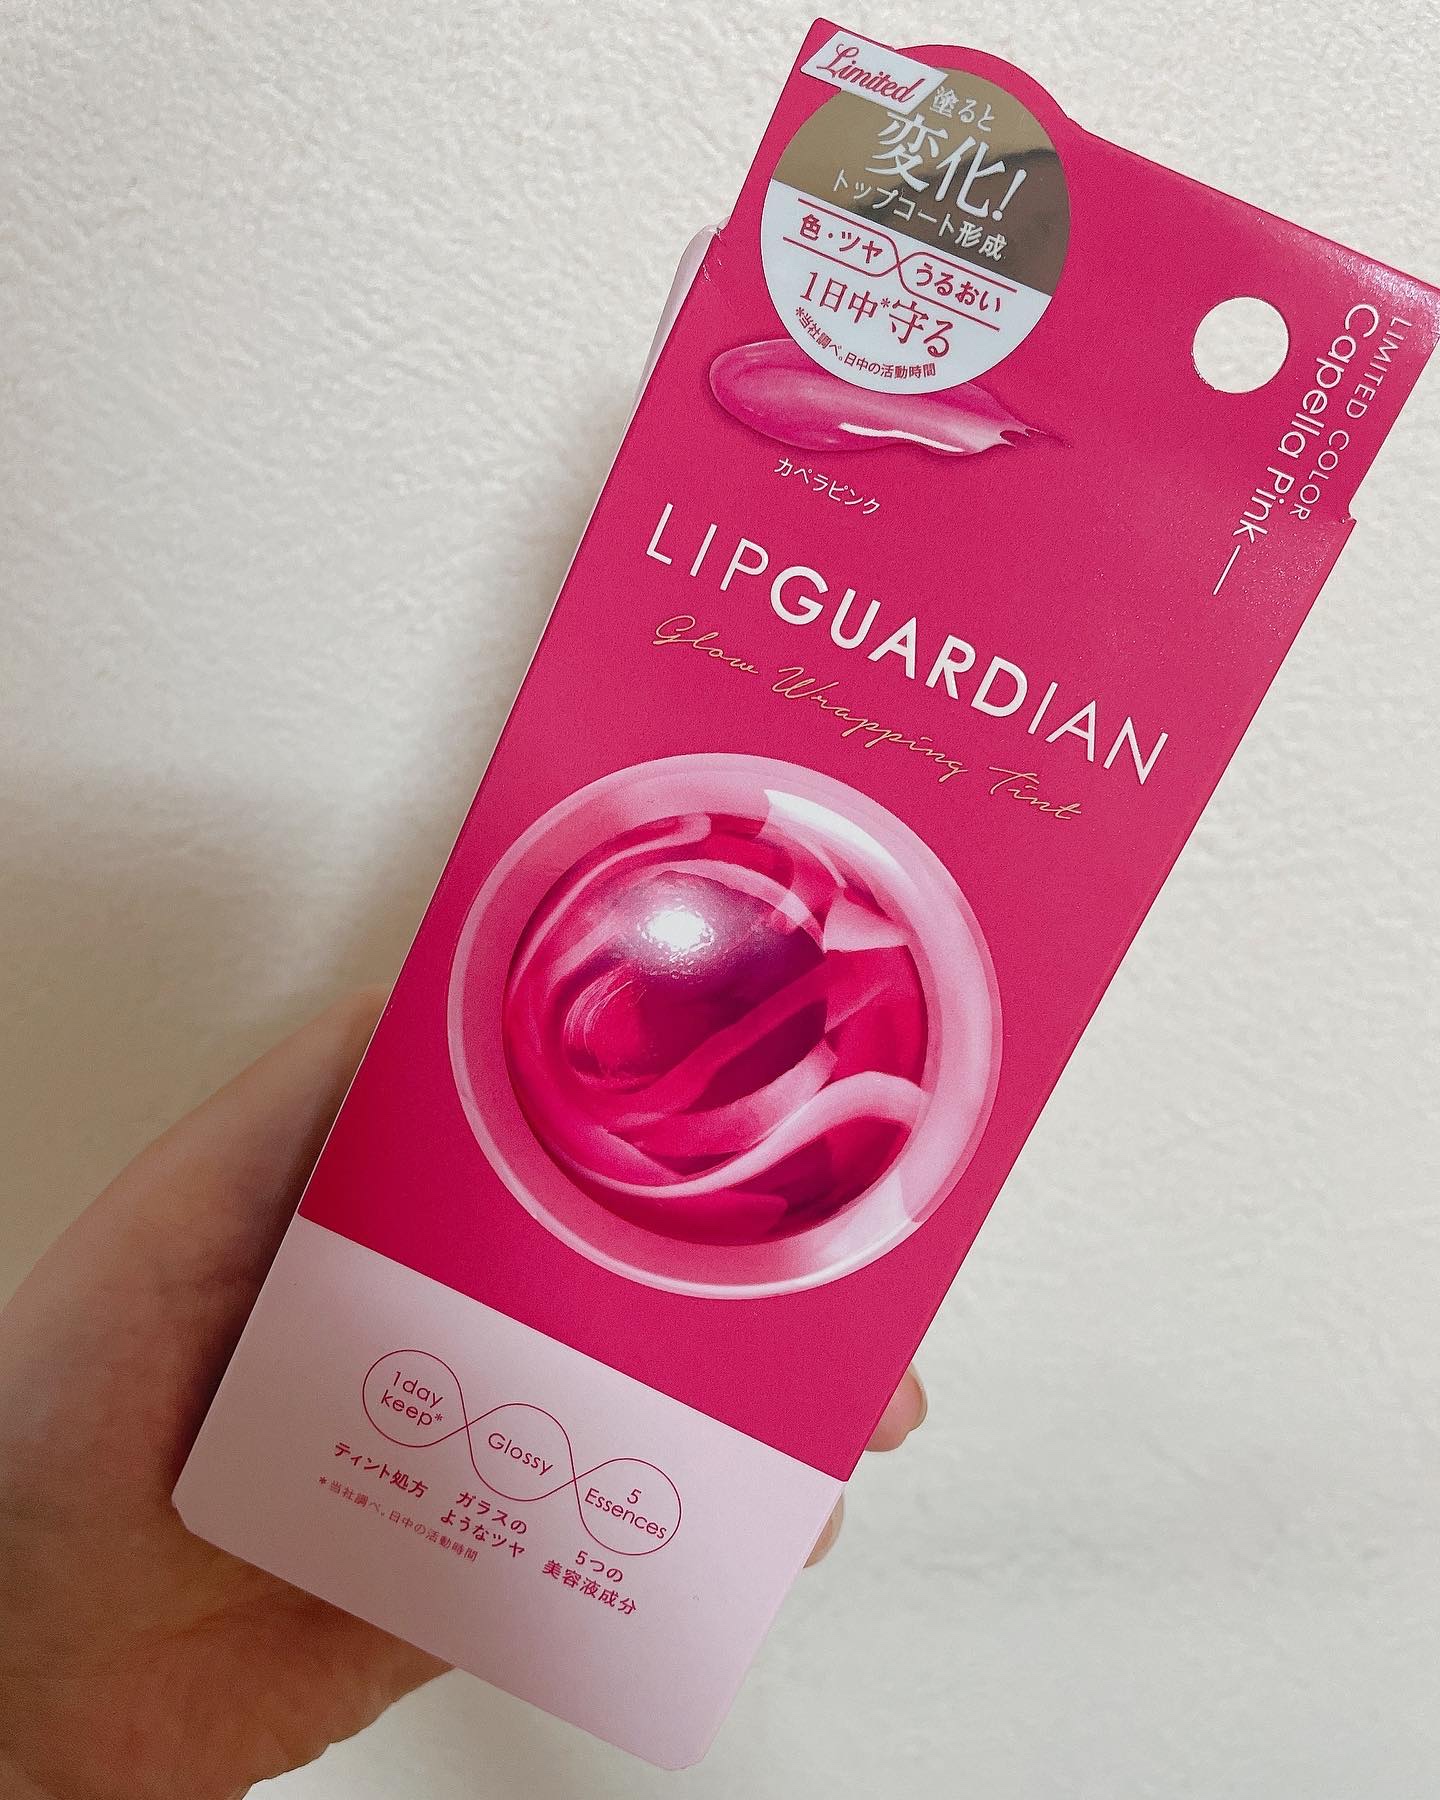 Limited
塗ると
変化!
トップコート形成
色・ツヤ
うるおい
1日中*守る
*当社調べ。日中の活動時間
LIMITED COLOR
Capella Pink
カペラピンク
LIPGUARDIAN
Glow Wrapping Tint
1day
keep*
ティント処方
*当社調べ。日中の活動時間
Glossy
ガラスの
ようなツヤ
5
Essences
5つの
美容液成分